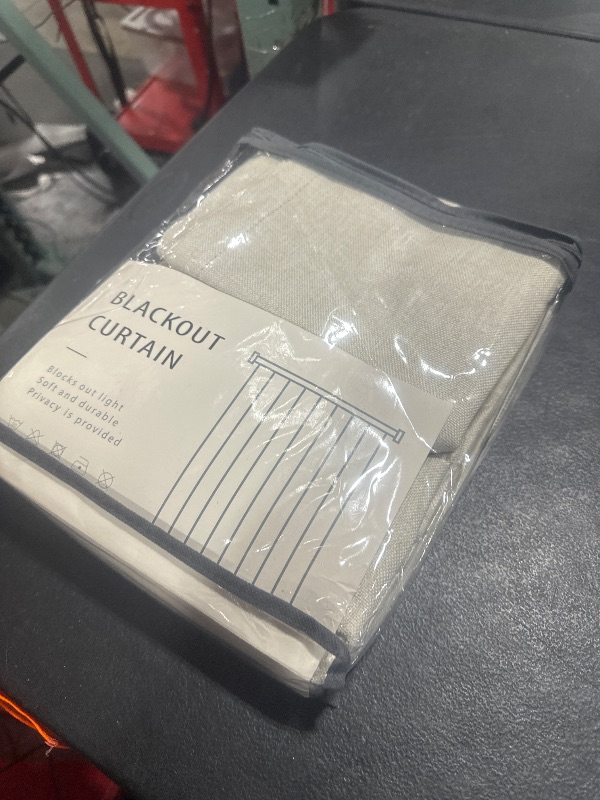 BLACKOUT
CURTAIN
Blocks out light
Soft and durable
Privacy is provided